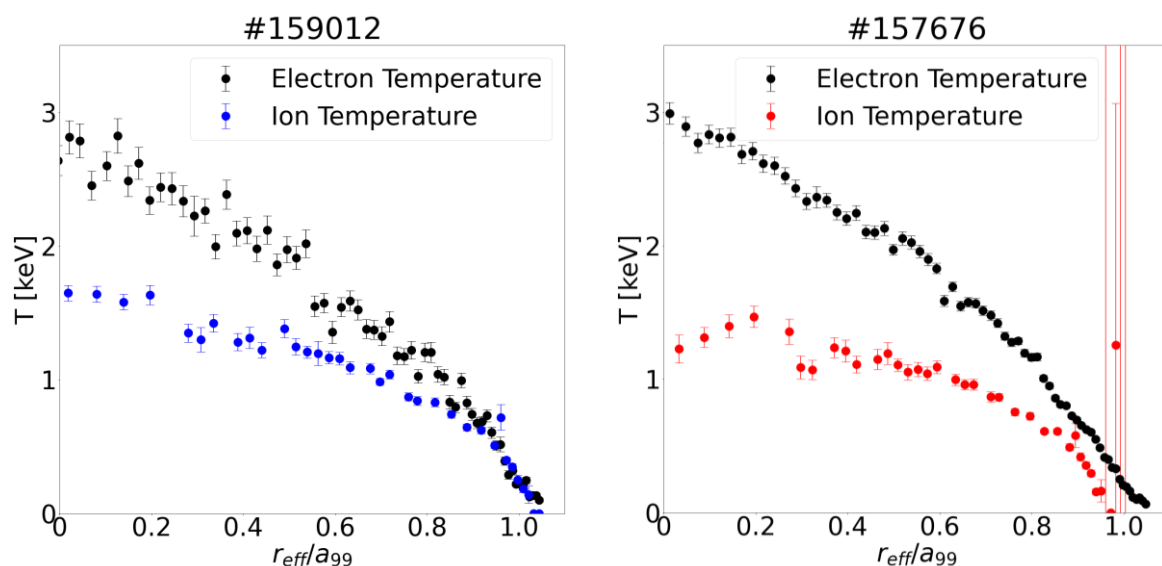 #159012
Electron Temperature
Ion Temperature
T [keV]
3
2
1
0
0 0.2 0.4 0.6 0.8 1.0
r_eff/a_99
#157676
Electron Temperature
Ion Temperature
T [keV]
3
2
1
0
0 0.2 0.4 0.6 0.8 1.0
r_eff/a_99